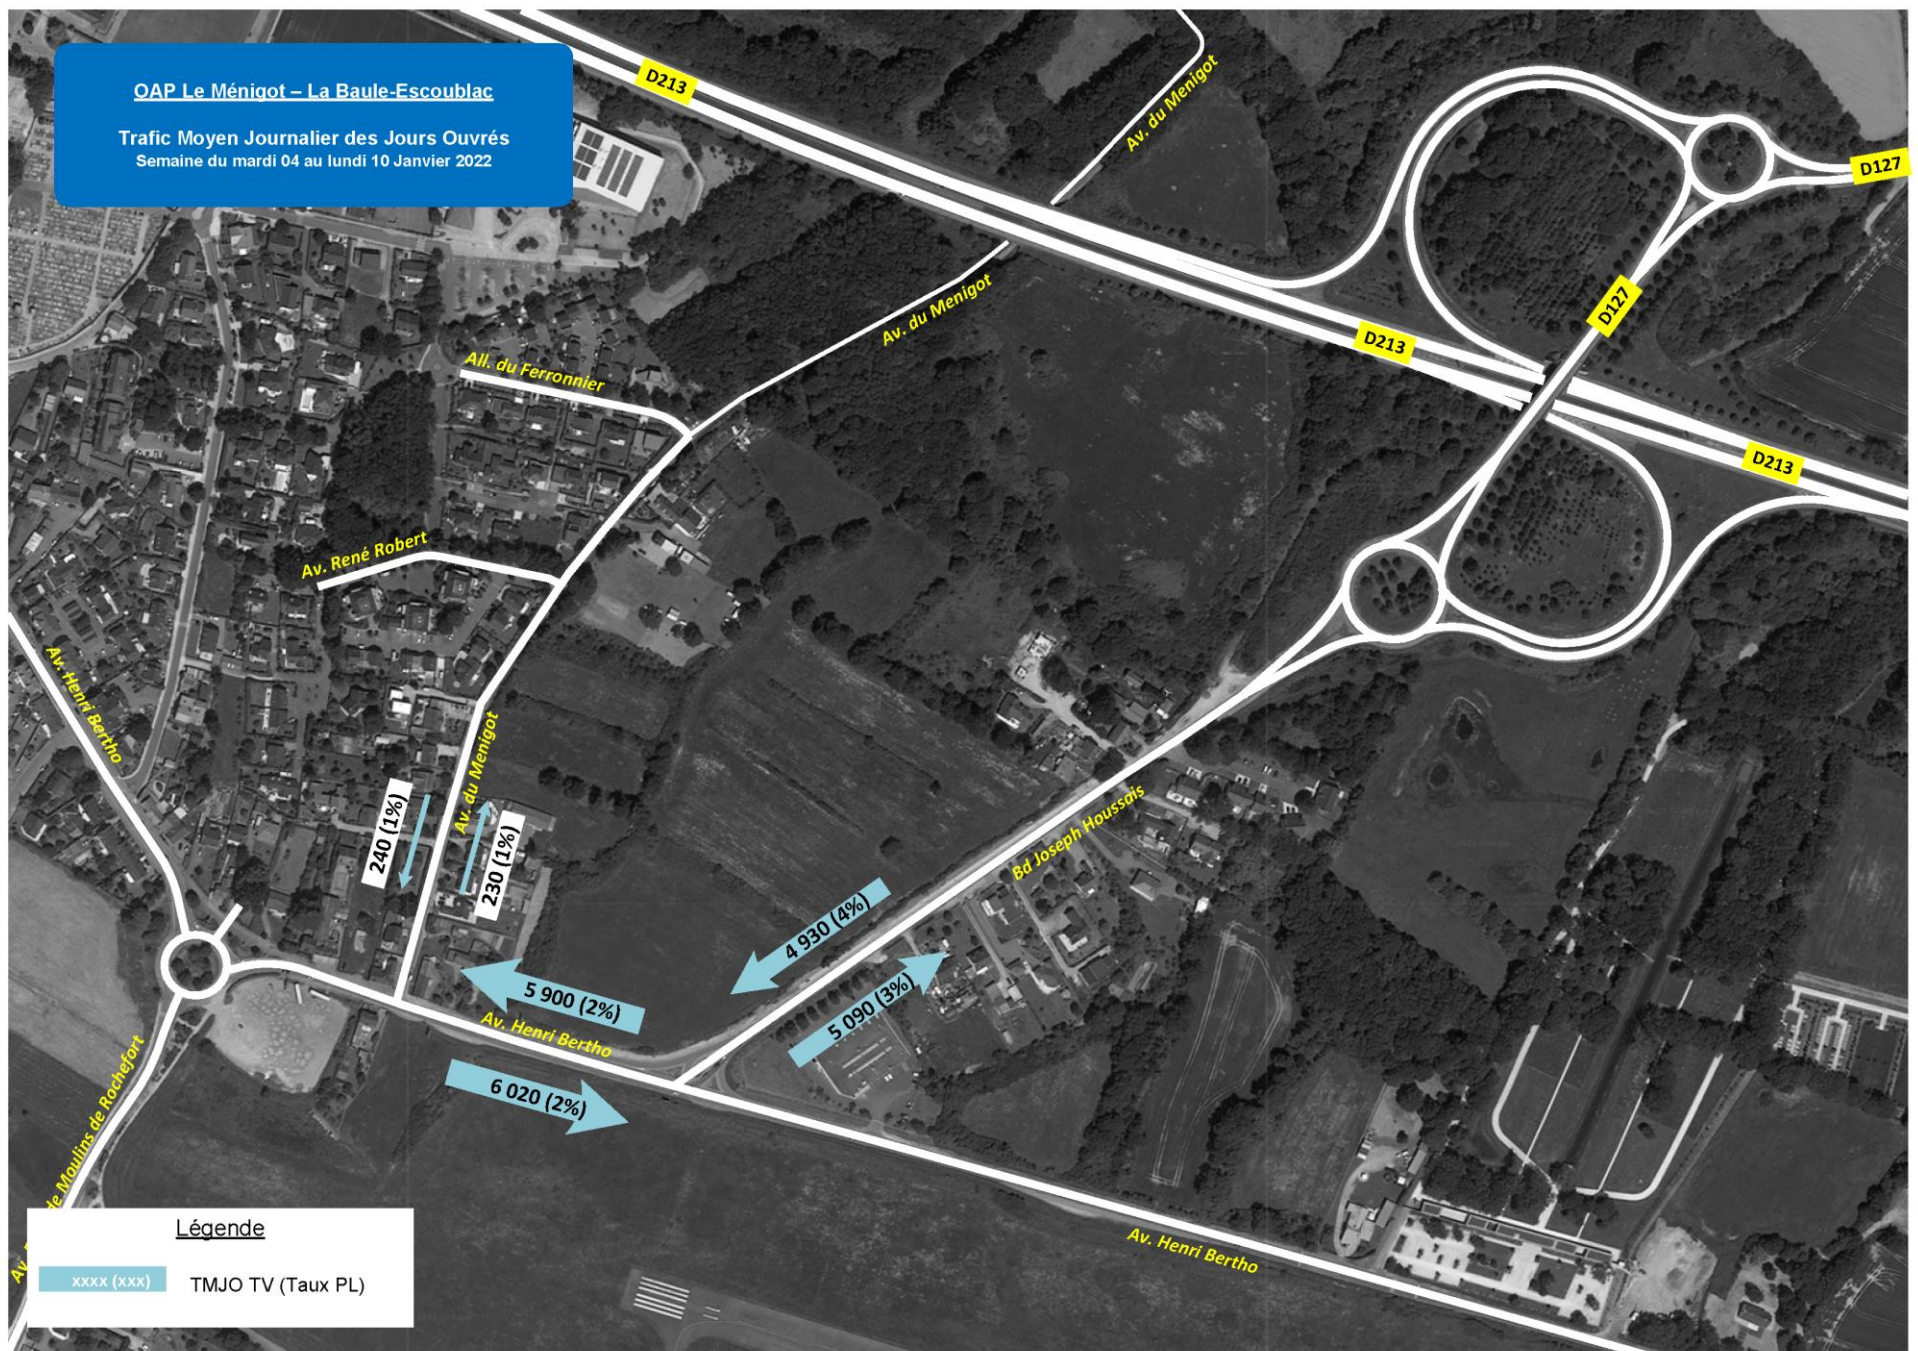 OAP Le Ménigot – La Baule-Escoublac
Trafic Moyen Journalier des Jours Ouvrés
Semaine du mardi 04 au lundi 10 Janvier 2022
D213
Av. du Menigot
D127
D127
Av. du Menigot
D213
All. du Ferronnier
D213
Av. René Robert
Av. Henri Bertho
Av. du Menigot
240 (1%)
230 (1%)
Bd Joseph Houssais
4 930 (4%)
5 090 (3%)
5 900 (2%)
Av. Henri Bertho
6 020 (2%)
de Moulins de Rochefort
Av.
Av. Henri Bertho
Légende
xxxx (xxx)
TMJO TV (Taux PL)